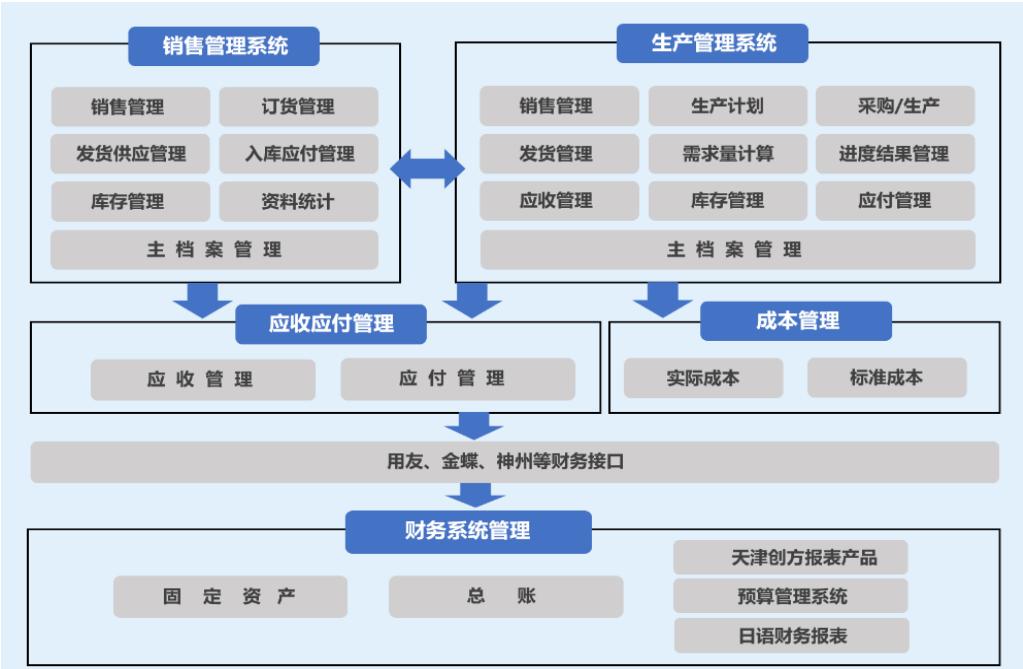 销售管理系统
销售管理
订货管理
发货供应管理
入库应付管理
库存管理
资料统计
主档案管理
生产管理系统
销售管理
生产计划
采购/生产
发货管理
需求量计算
进度结果管理
应收管理
库存管理
应付管理
主档案管理
应收应付管理
应收管理
应付管理
成本管理
实际成本
标准成本
用友、金蝶、神州等财务接口
财务系统管理
固定资产
总账
天津创方报表产品
预算管理系统
日语财务报表